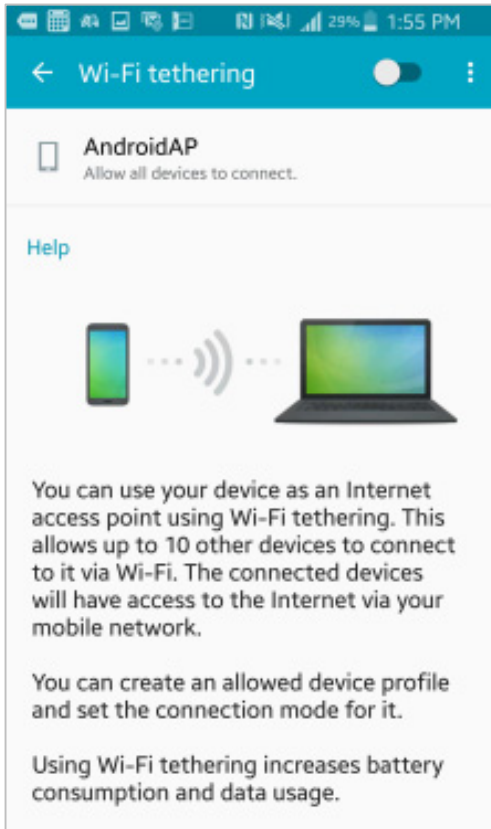 29% 1:55 PM
Wi-Fi tethering
AndroidAP
Allow all devices to connect.
Help
You can use your device as an Internet
access point using Wi-Fi tethering. This
allows up to 10 other devices to connect
to it via Wi-Fi. The connected devices
will have access to the Internet via your
mobile network.
You can create an allowed device profile
and set the connection mode for it.
Using Wi-Fi tethering increases battery
consumption and data usage.